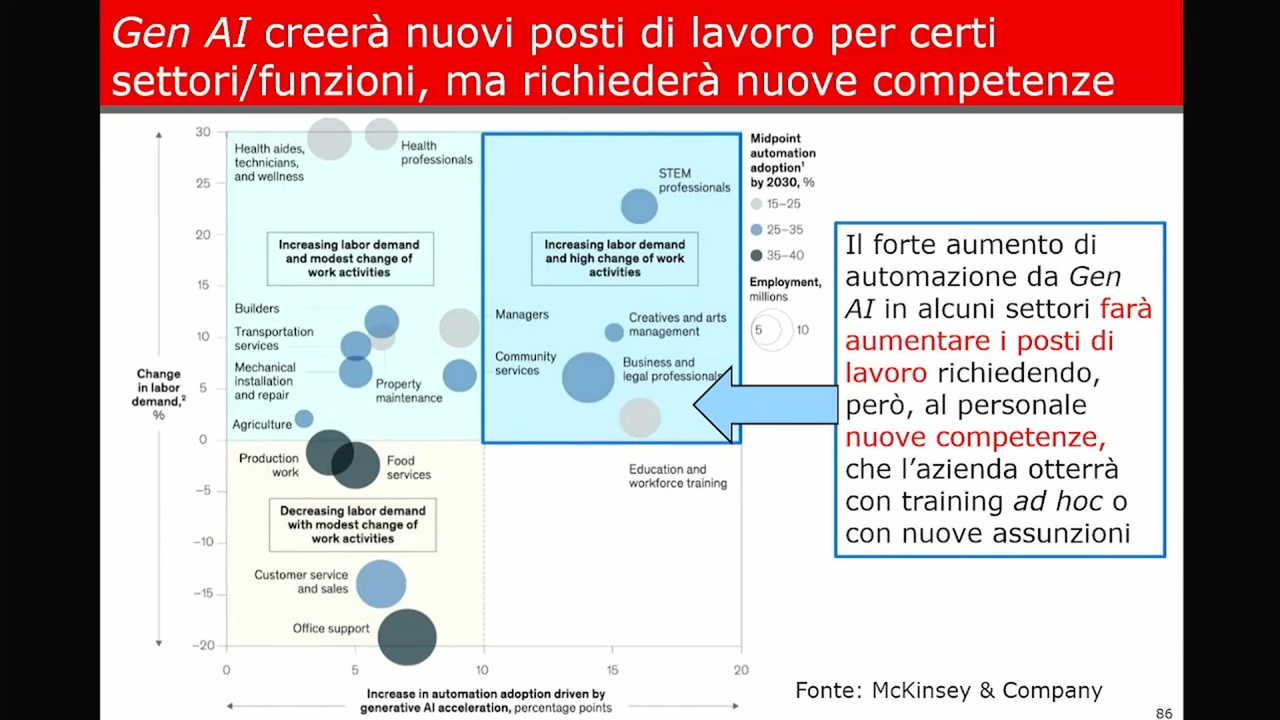 Gen AI creerà nuovi posti di lavoro per certi
settori/funzioni, ma richiederà nuove competenze
Change
in labor
demand,²
%
30
25
20
15
10
5
0
−5
−10
−15
−20
Health aides,
technicians,
and wellness
Health
professionals
Increasing labor demand
and modest change of
work activities
Builders
Transportation
services
Mechanical
installation
and repair
Property
maintenance
Agriculture
Managers
Community
services
STEM
professionals
Increasing labor demand
and high change of work
activities
Creatives and arts
management
Business and
legal professionals
Education and
workforce training
Production
work
Food
services
Decreasing labor demand
with modest change of
work activities
Customer service
and sales
Office support
0
5
10
15
20
Increase in automation adoption driven by
generative AI acceleration, percentage points
Midpoint
automation
adoption¹
by 2030, %
15–25
25–35
35–40
Employment,
millions
5
10
Il forte aumento di
automazione da Gen
AI in alcuni settori farà
aumentare i posti di
lavoro richiedendo,
però, al personale
nuove competenze,
che l’azienda otterrà
con training ad hoc o
con nuove assunzioni
Fonte: McKinsey & Company
86